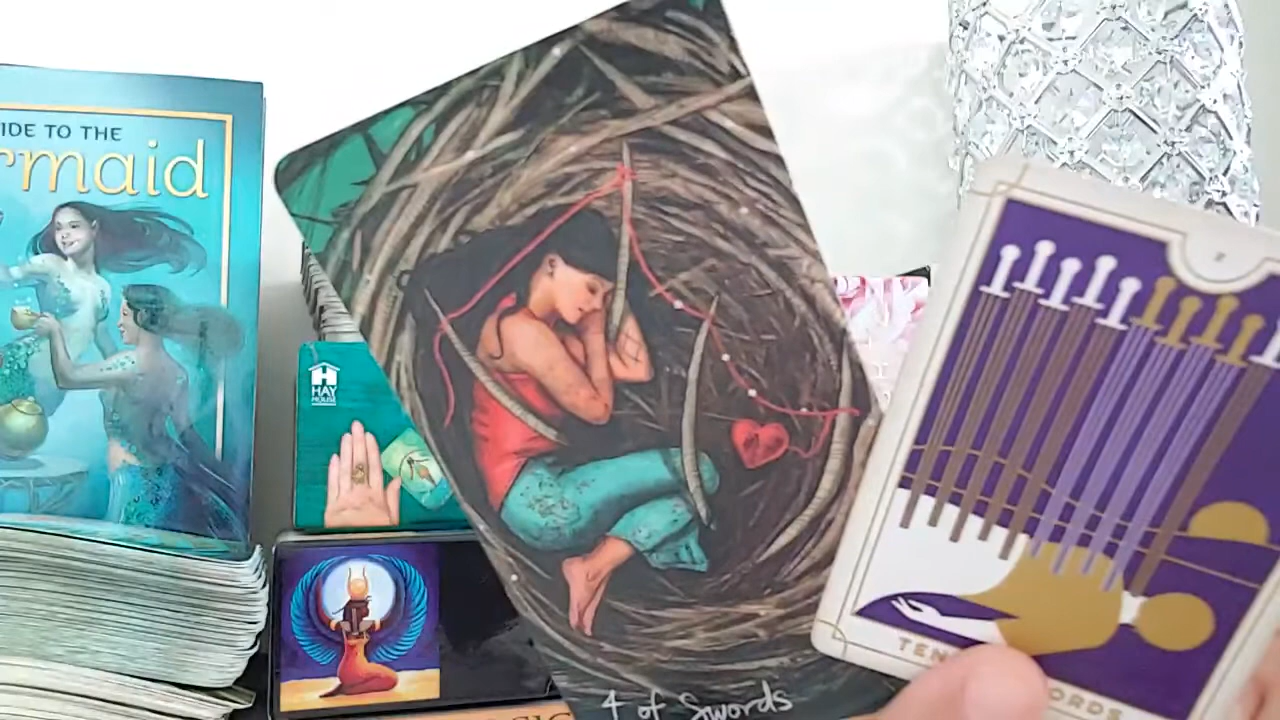 IDE TO THE
rmaid
HAY
HOUSE
4 of Swords
TEN
ORDS